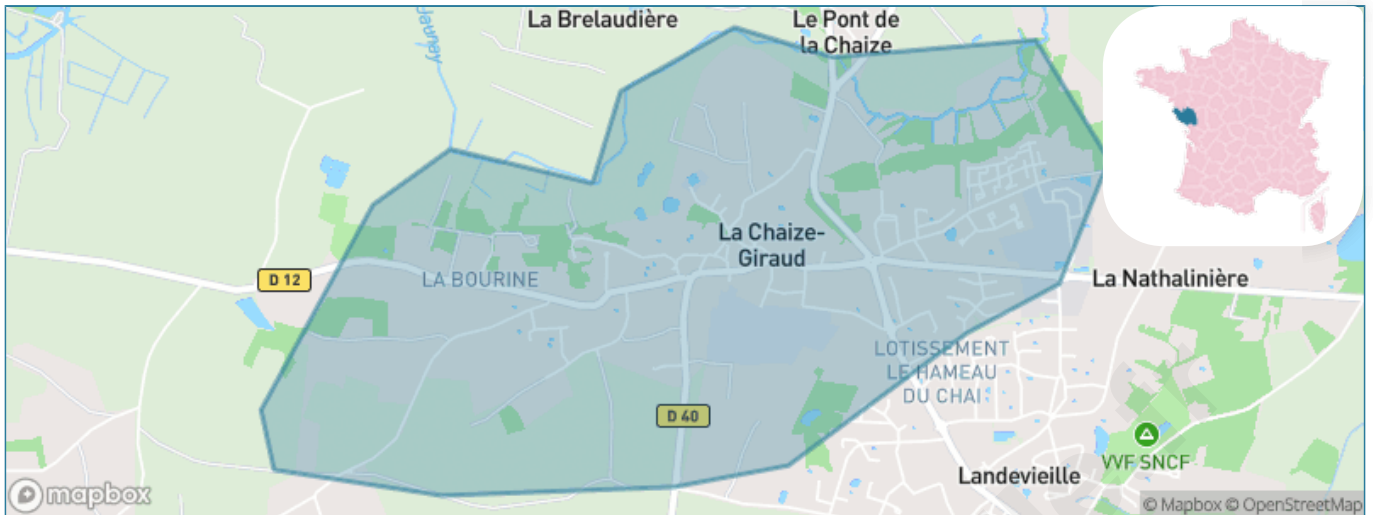 La Brelaudière
Le Pont de
la Chaize
Jaunay
La Chaize-
Giraud
D 12
LA BOURINE
La Nathalinière
LOTISSEMENT
LE HAMEAU
DU CHAI
D 40
VVF SNCF
Landevieille
mapbox
© Mapbox © OpenStreetMap